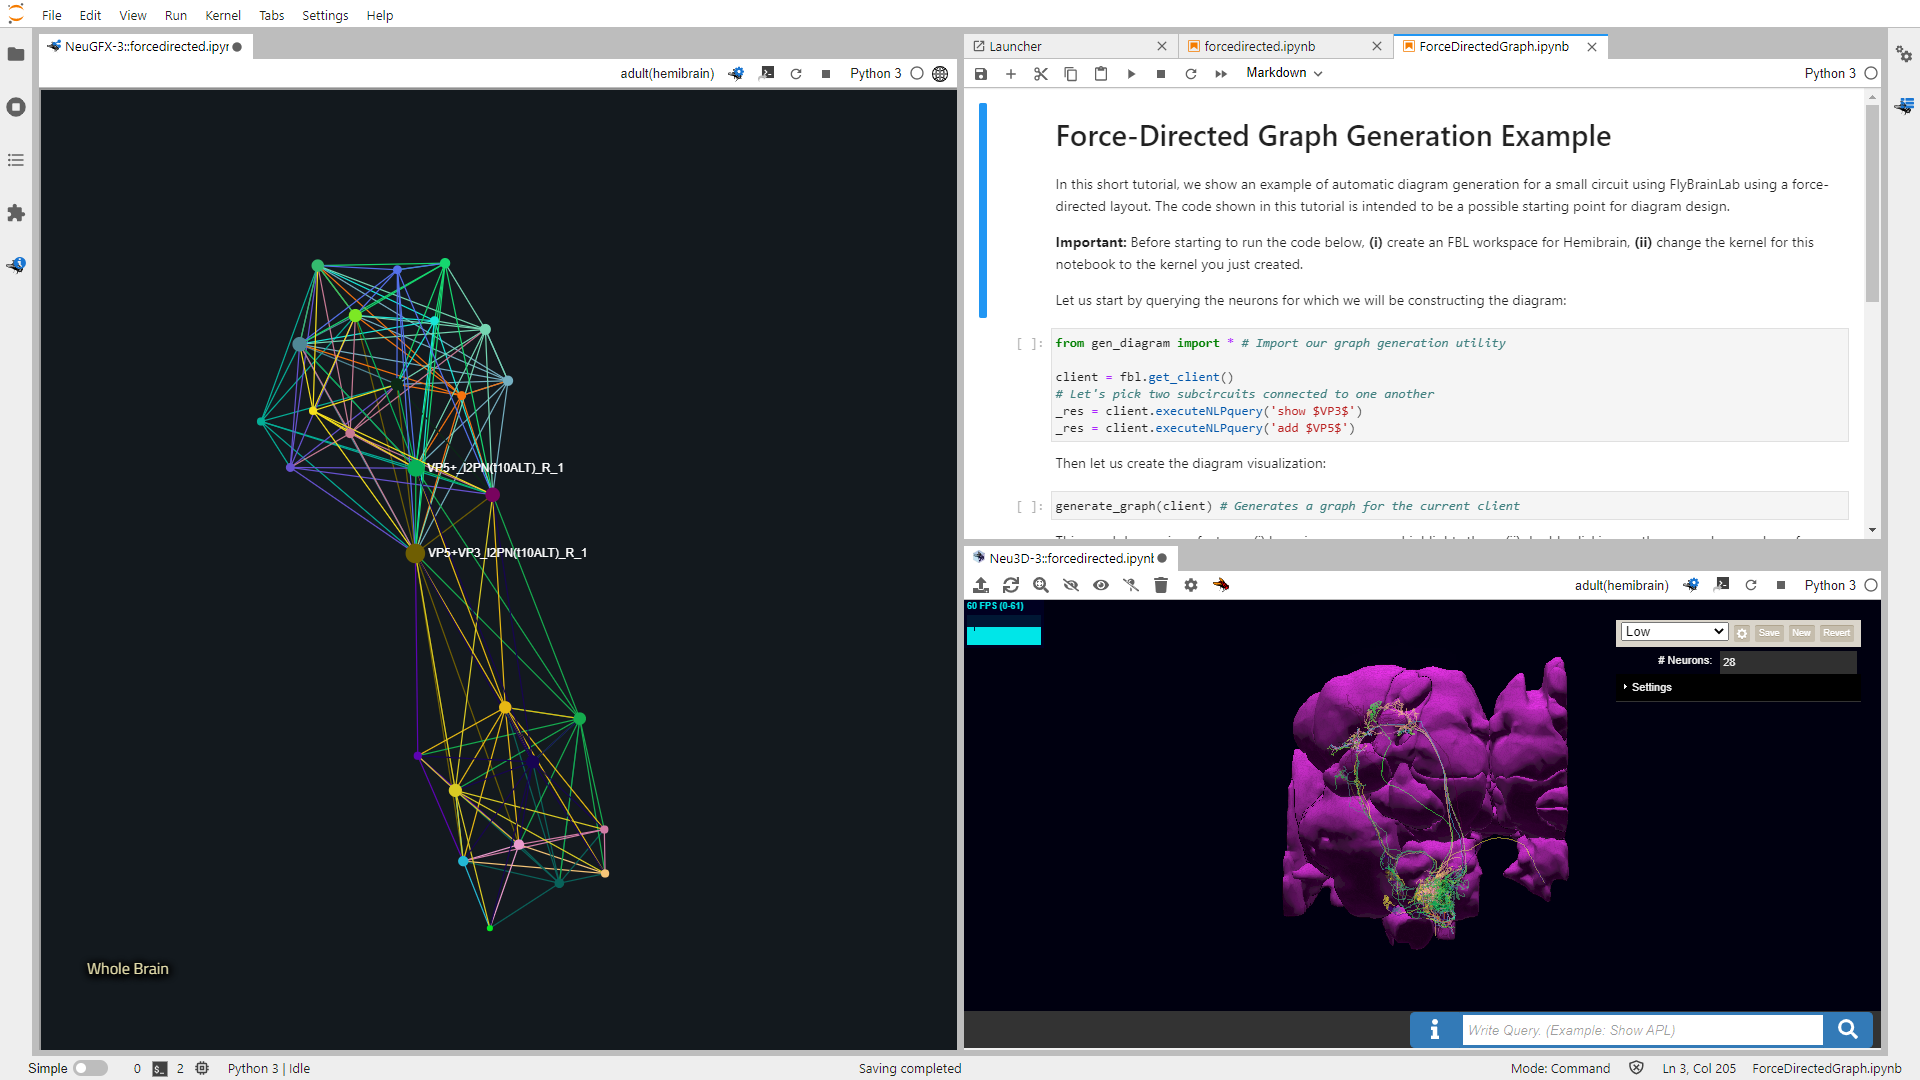 File Edit View Run Kernel Tabs Settings Help
NeuGFX-3::forcedirected.ipyr
adult(hemibrain) Python 3
VP5+_l2PN(t10ALT)_R_1
VP5+VP3_l2PN(t10ALT)_R_1
Whole Brain
Launcher forcedirected.ipynb ForceDirectedGraph.ipynb
Markdown Python 3
Force-Directed Graph Generation Example
In this short tutorial, we show an example of automatic diagram generation for a small circuit using FlyBrainLab using a force-
directed layout. The code shown in this tutorial is intended to be a possible starting point for diagram design.
Important: Before starting to run the code below, (i) create an FBL workspace for Hemibrain, (ii) change the kernel for this
notebook to the kernel you just created.
Let us start by querying the neurons for which we will be constructing the diagram:
[ ]: from gen_diagram import * # Import our graph generation utility
client = fbl.get_client()
# Let's pick two subcircuits connected to one another
_res = client.executeNLPquery('show $VP3$')
_res = client.executeNLPquery('add $VP5$')
Then let us create the diagram visualization:
[ ]: generate_graph(client) # Generates a graph for the current client
Neu3D-3::forcedirected.ipynb
adult(hemibrain) Python 3
60 FPS (0-61)
Low Save New Revert
# Neurons: 28
Settings
Write Query. (Example: Show APL)
Simple 0 2 Python 3 | Idle Saving completed Mode: Command Ln 3, Col 205 ForceDirectedGraph.ipynb